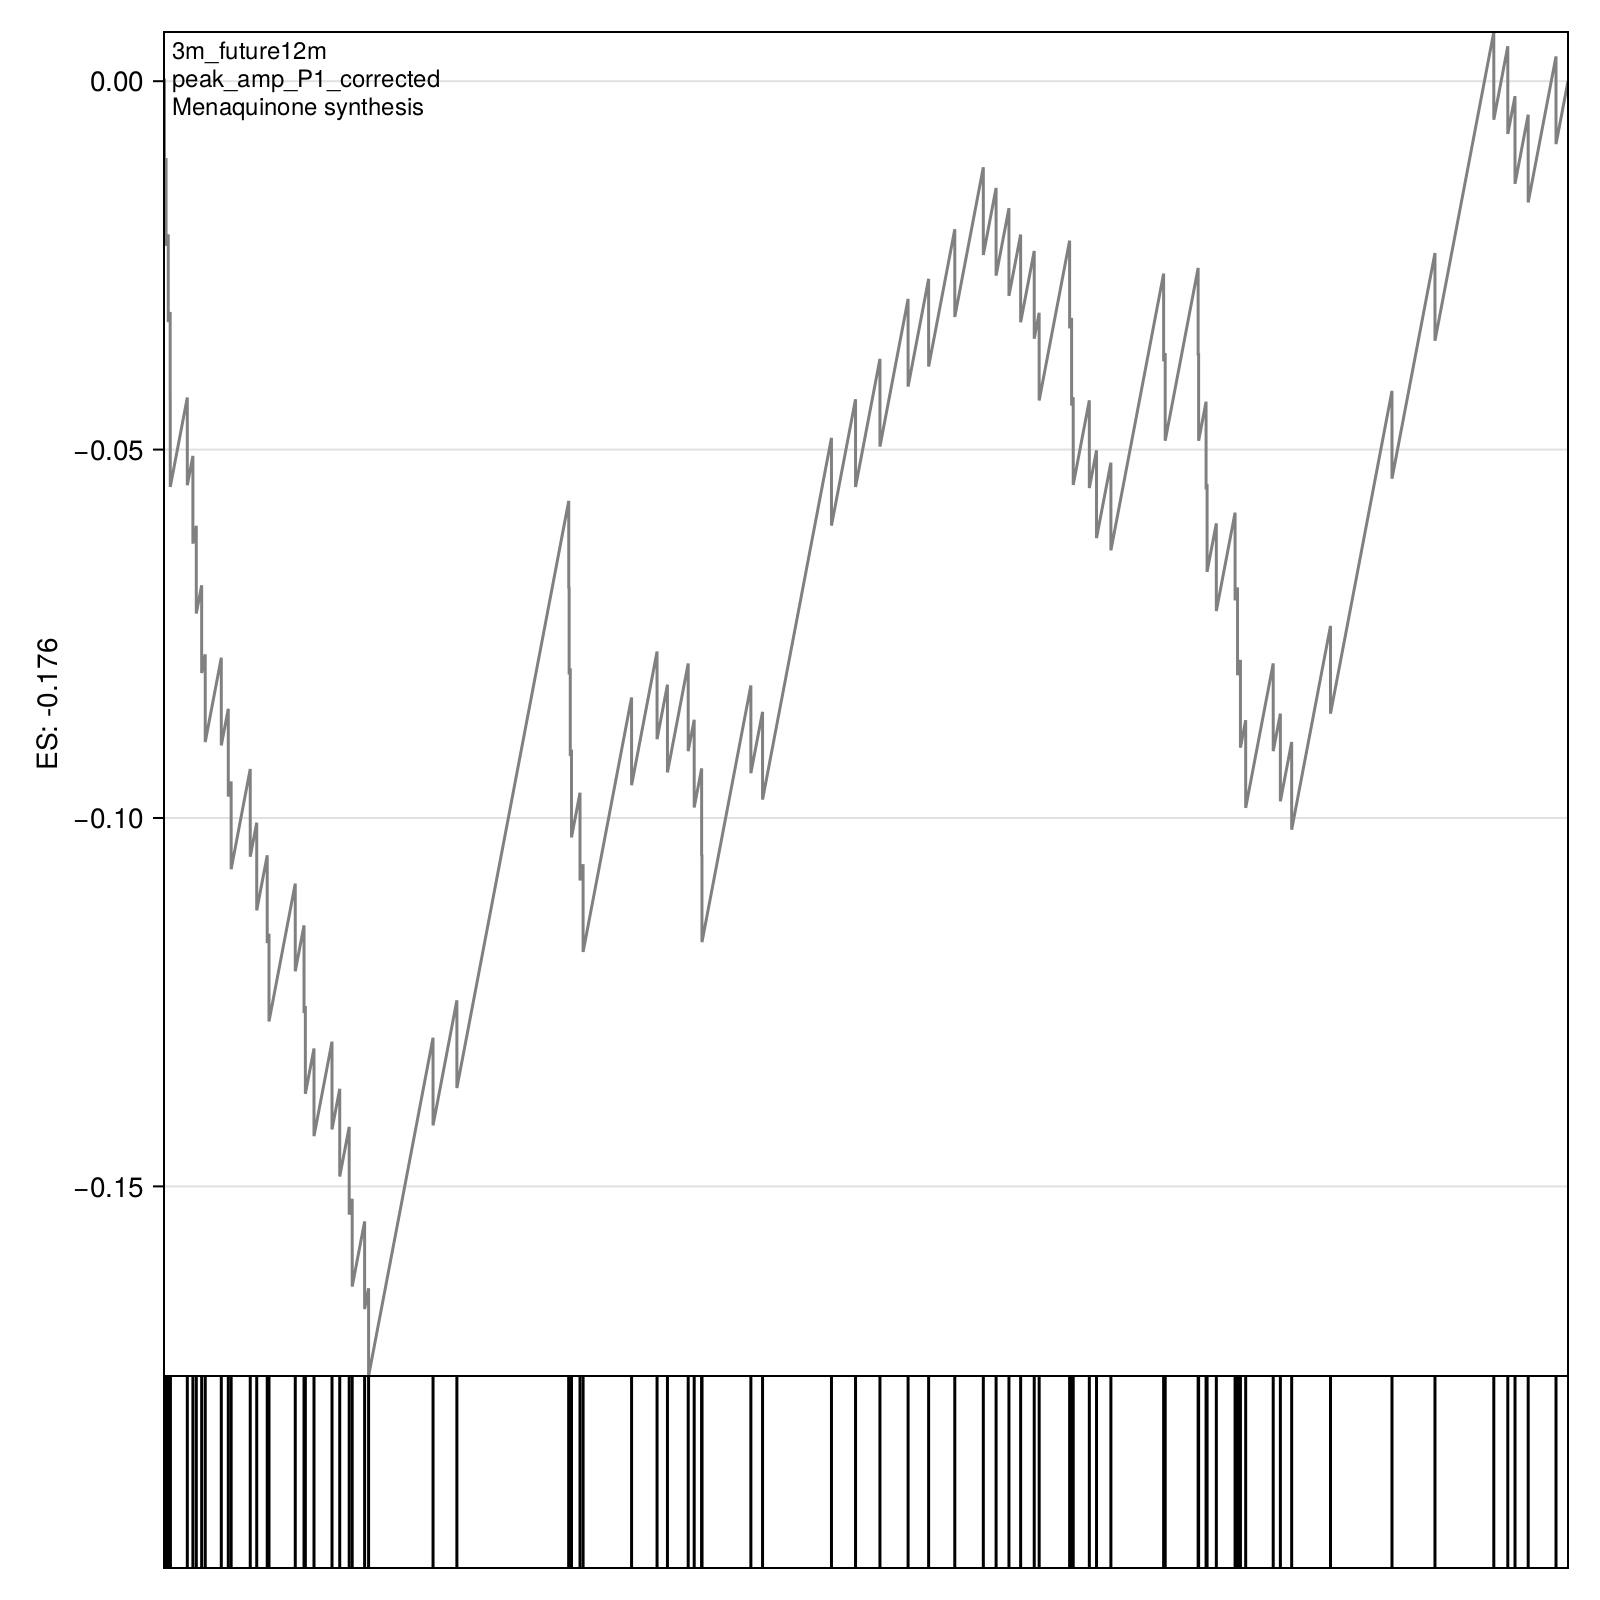 3m_future12m
peak_amp_P1_corrected
Menaquinone synthesis
0.00
−0.05
−0.10
−0.15
ES: -0.176